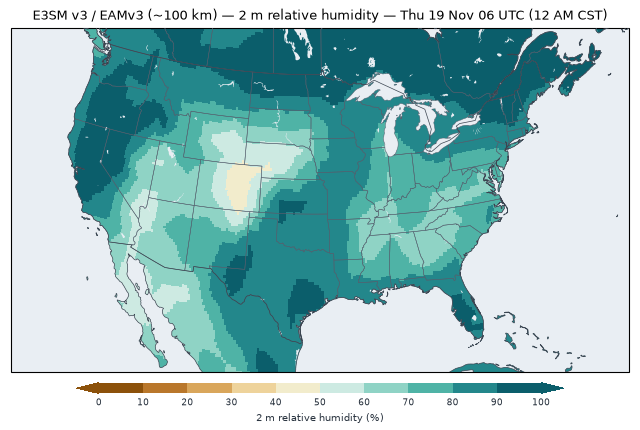 E3SM v3 / EAMv3 (~100 km) — 2 m relative humidity — Thu 19 Nov 06 UTC (12 AM CST)
0 10 20 30 40 50 60 70 80 90 100
2 m relative humidity (%)